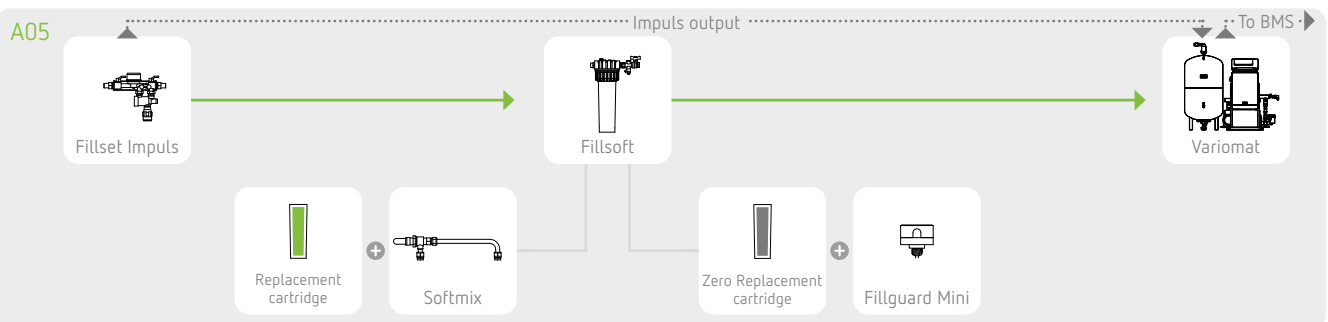 A05
Impuls output
To BMS
Fillset Impuls
Fillsoft
Variomat
Replacement
cartridge
Softmix
Zero Replacement
cartridge
Fillguard Mini